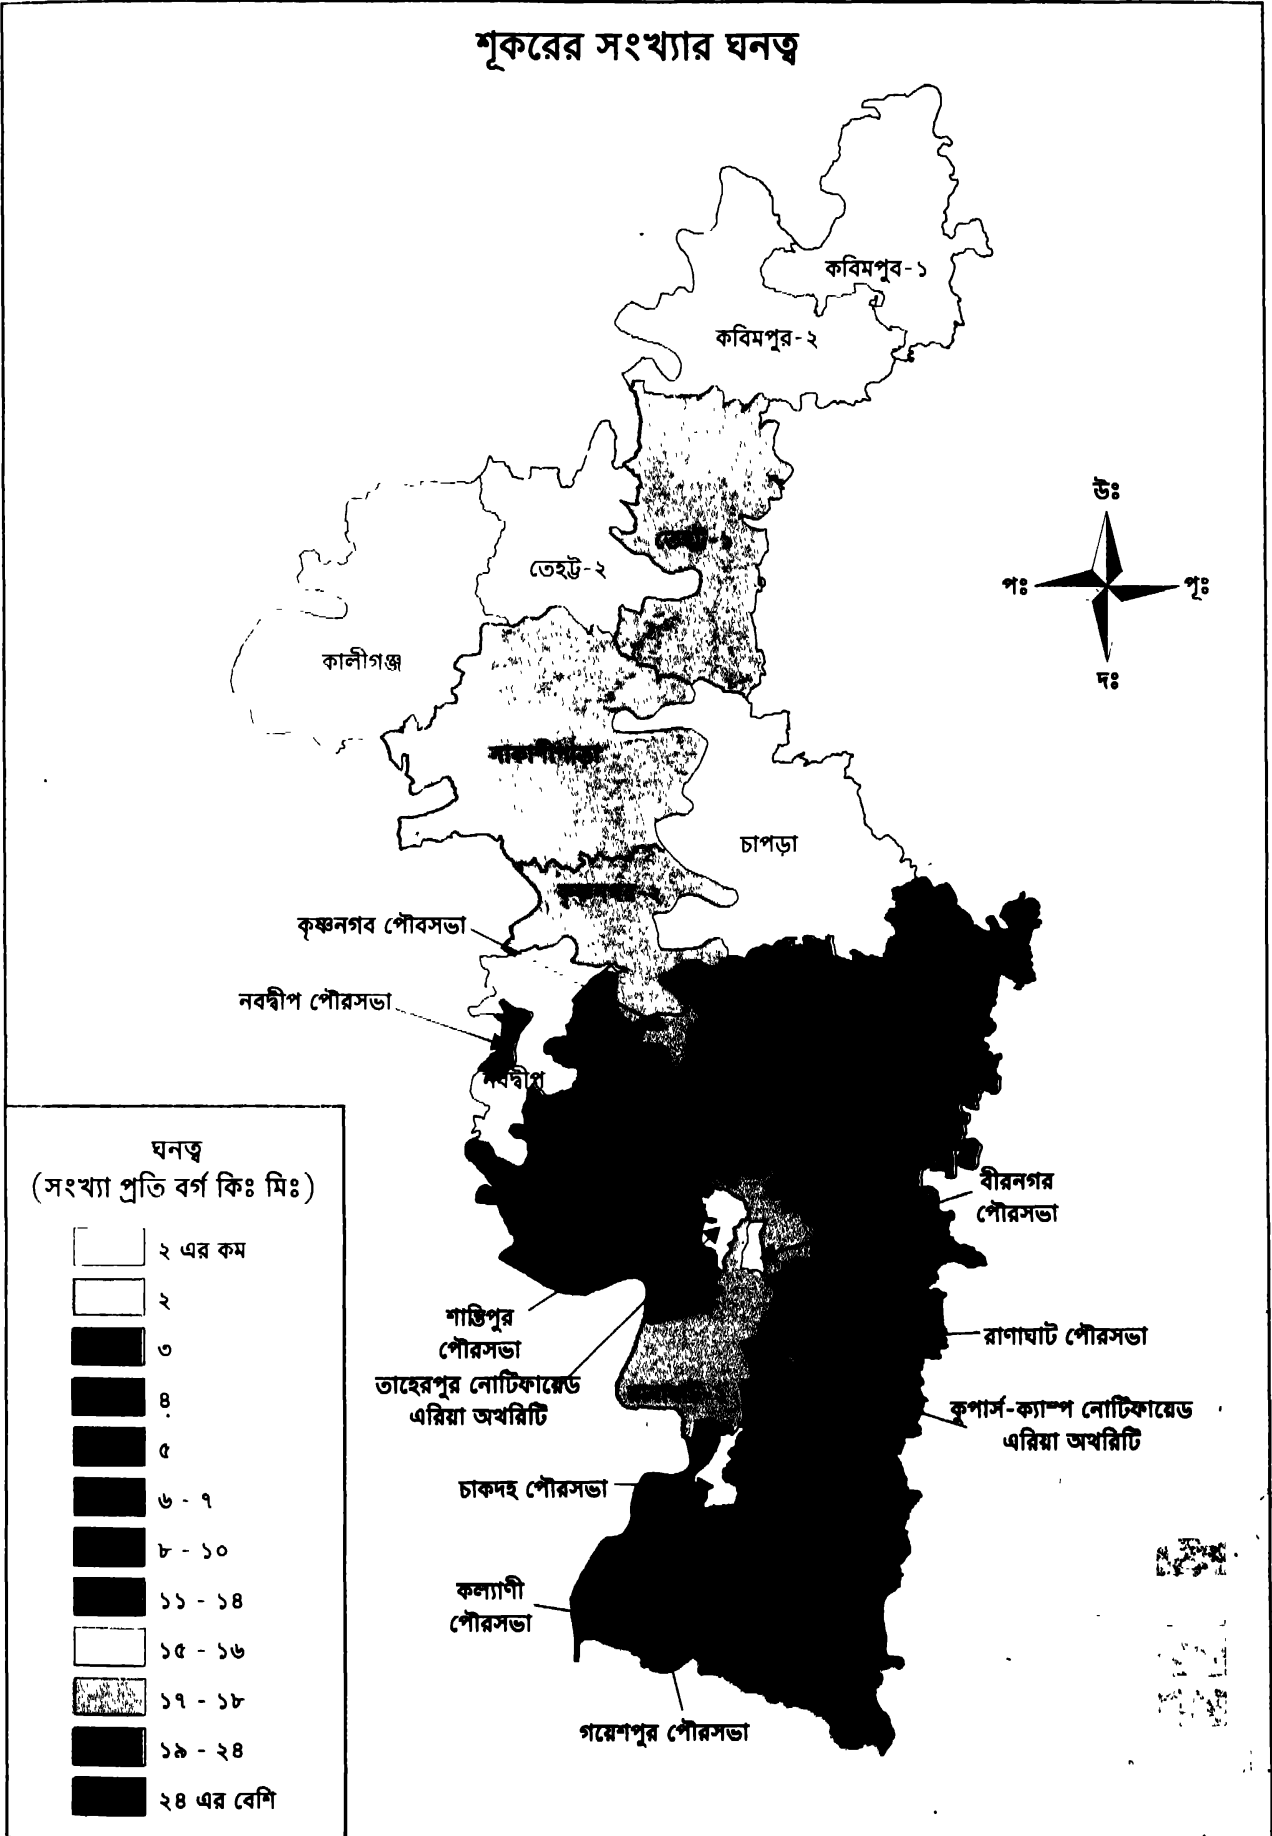 শূকরের সংখ্যার ঘনত্ব
কবিমপুব-১
কবিমপুর-২
উঃ
পঃ
পূঃ
দঃ
তেহট্ট-২
কালীগঞ্জ
চাপড়া
কৃষ্ণনগব পৌবসভা
নবদ্বীপ পৌরসভা
নবদ্বীপ
বীরনগর
পৌরসভা
শান্তিপুর
পৌরসভা
রাণাঘাট পৌরসভা
তাহেরপুর নোটিফায়েড
এরিয়া অথরিটি
কুপার্স-ক্যাম্প নোটিফায়েড
এরিয়া অথরিটি
চাকদহ পৌরসভা
কল্যাণী
পৌরসভা
গয়েশপুর পৌরসভা
ঘনত্ব
(সংখ্যা প্রতি বর্গ কিঃ মিঃ)
২ এর কম
২
৩
৪
৫
৬ - ৭
৮ - ১০
১১ - ১৪
১৫ - ১৬
১৭ - ১৮
১৯ - ২৪
২৪ এর বেশি